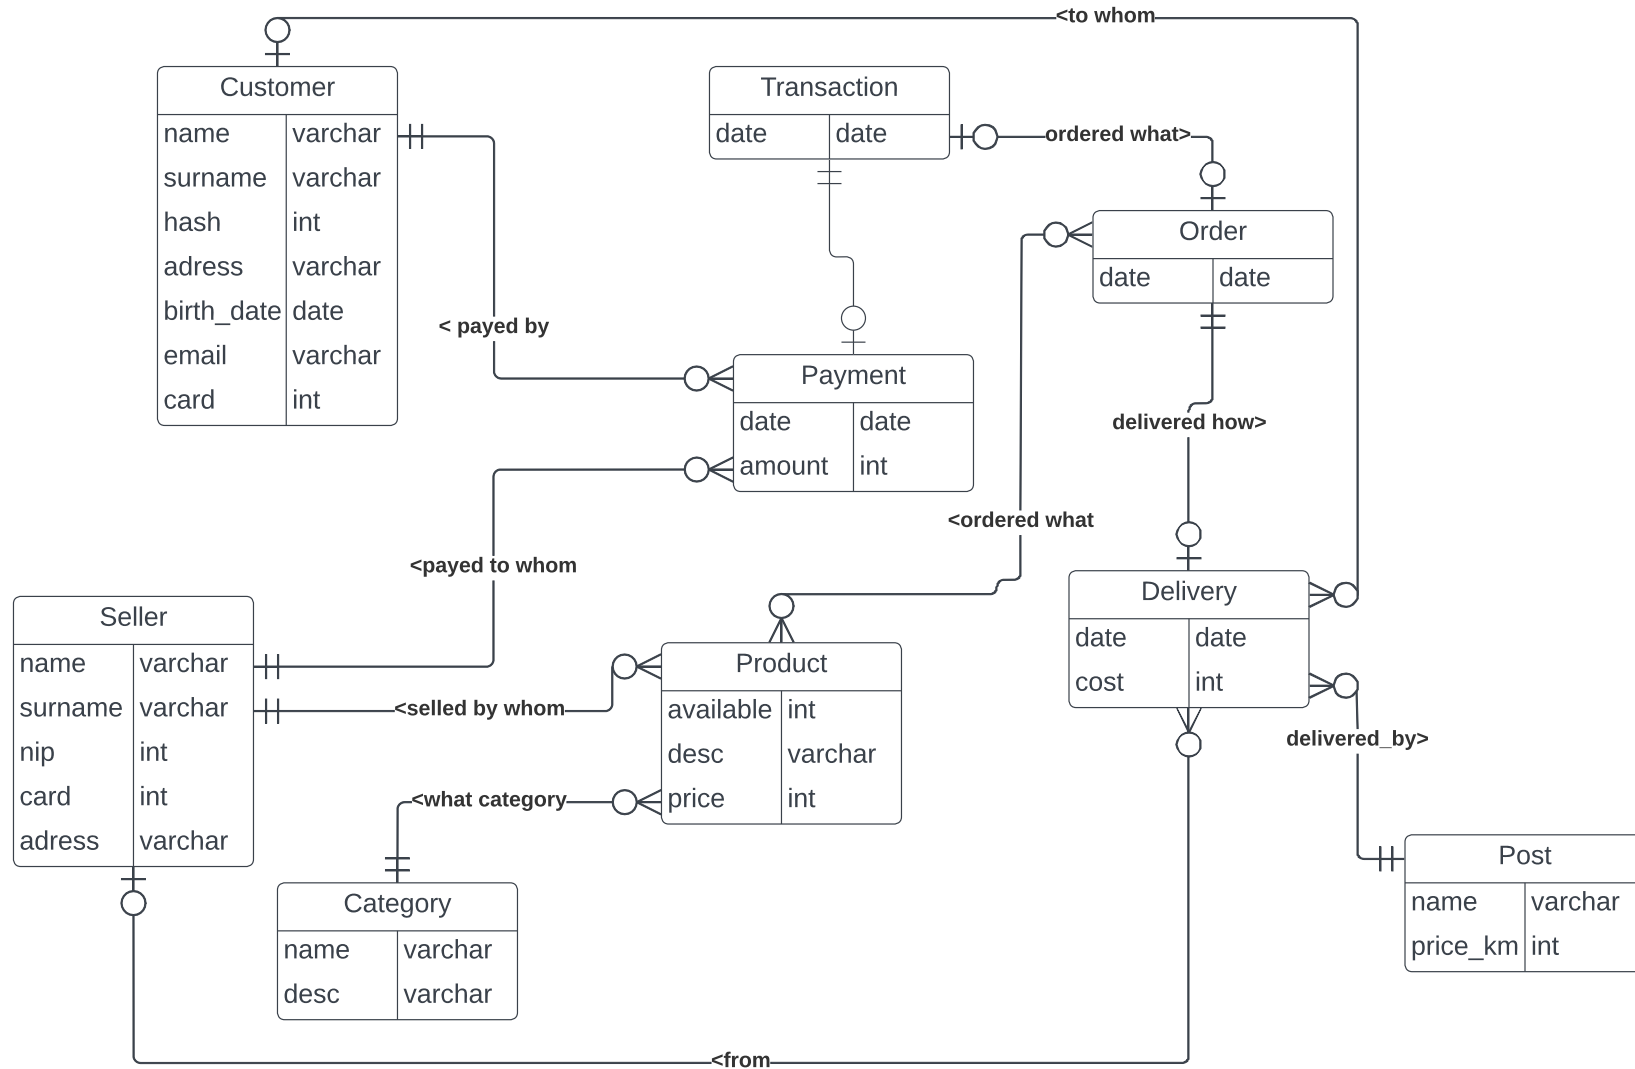 <to whom
Customer
name varchar
surname varchar
hash int
adress varchar
birth_date date
email varchar
card int
Transaction
date date
ordered what>
Order
date date
< payed by
Payment
date date
amount int
delivered how>
<ordered what
<payed to whom
Seller
name varchar
surname varchar
nip int
card int
adress varchar
<selled by whom
Product
available int
desc varchar
price int
Delivery
date date
cost int
delivered_by>
<what category
Category
name varchar
desc varchar
Post
name varchar
price_km int
<from